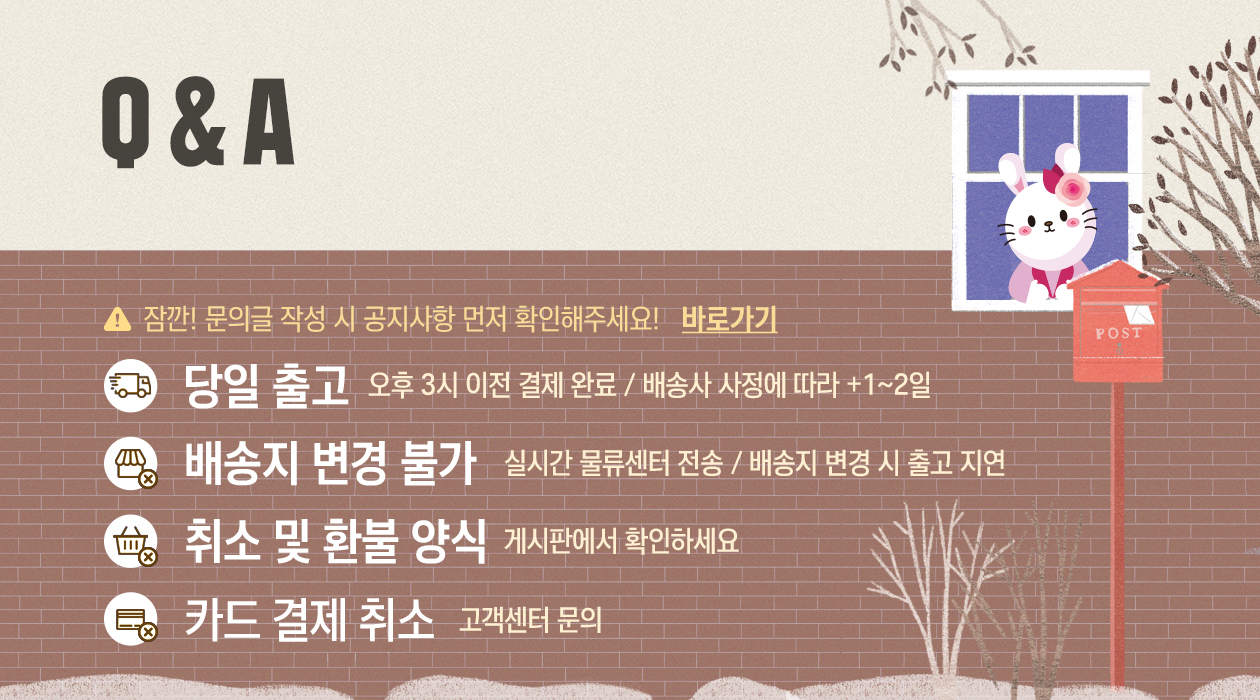 Q&A
잠깐! 문의글 작성 시 공지사항 먼저 확인해주세요! 바로가기
당일 출고 오후 3시 이전 결제 완료 / 배송사 사정에 따라 +1~2일
배송지 변경 불가 실시간 물류센터 전송 / 배송지 변경 시 출고 지연
취소 및 환불 양식 게시판에서 확인하세요
카드 결제 취소 고객센터 문의
POST